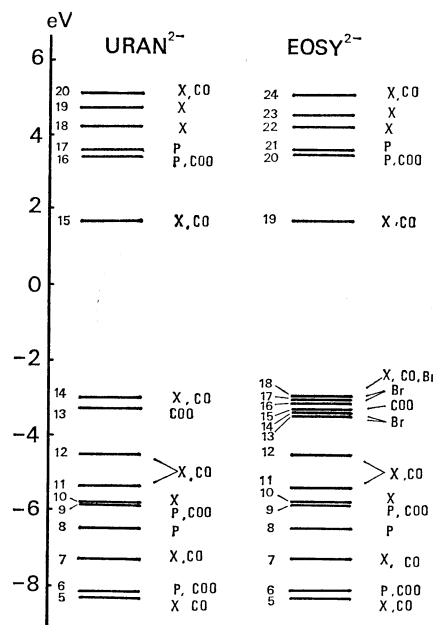 eV
URAN2− EOSY2−
6
20 X,CO 24 X,CO
19 X 23 X
4
18 X 22 X
17 P 21 P
16 P,COO 20 P,COO
2
15 X,CO 19 X,CO
0
−2
14 X,CO 18 X,CO,Br
13 COO 17 Br
16 COO
15 Br
14
13
−4
12 12
X,CO X,CO
11 11
−6
10 X 10 X
9 P,COO 9 P,COO
8 P 8 P
7 X,CO 7 X, CO
−8
6 P, COO 6 P,COO
5 X CO 5 X,CO